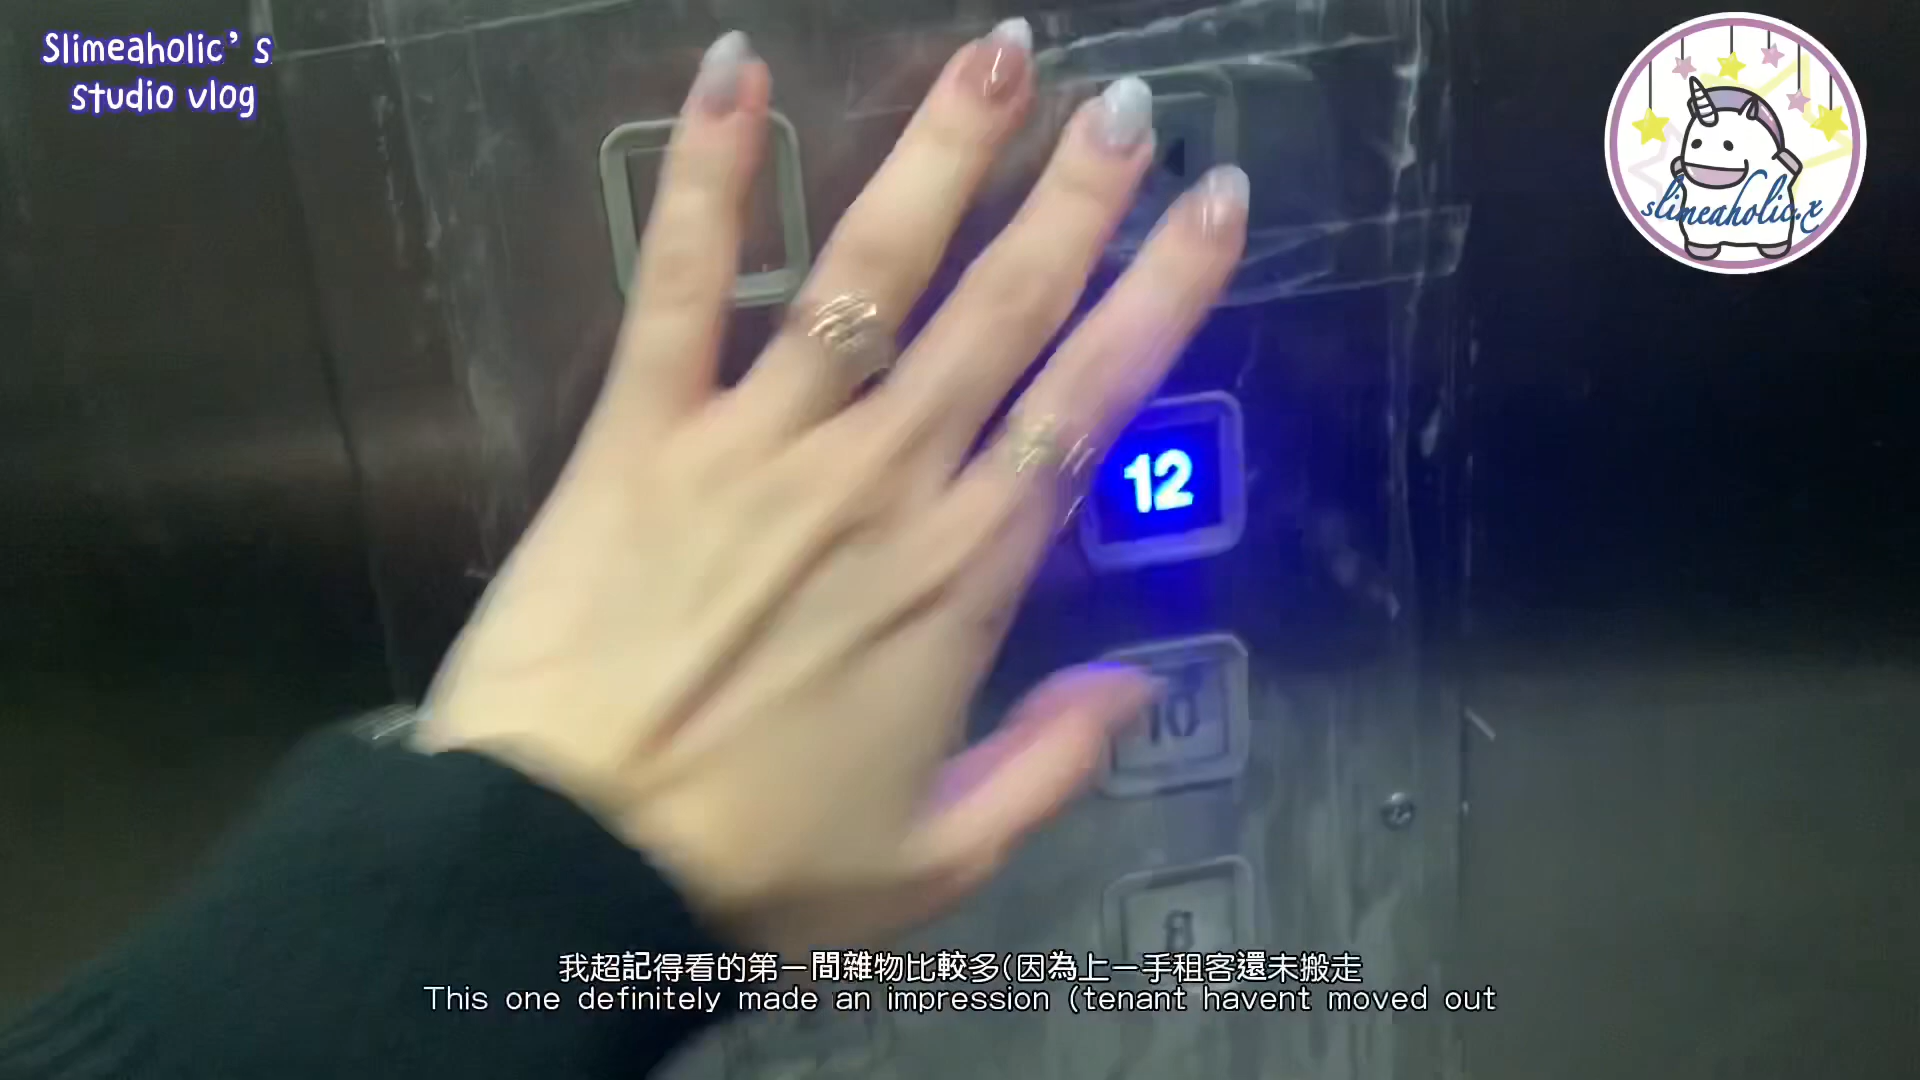 Slimeaholic's
studio vlog
slimeaholic.x
12
10
8
我超記得看的第一間雜物比較多(因為上一手租客還未搬走
This one definitely made an impression (tenant havent moved out